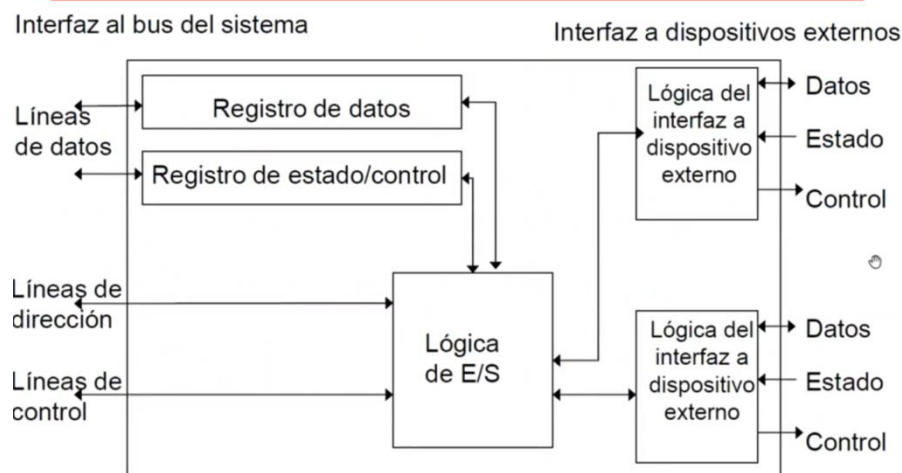 Interfaz al bus del sistema
Interfaz a dispositivos externos
Líneas
de datos
Registro de datos
Registro de estado/control
Líneas de
dirección
Líneas de
control
Lógica
de E/S
Lógica del
interfaz a
dispositivo
externo
Datos
Estado
Control
Lógica del
interfaz a
dispositivo
externo
Datos
Estado
Control